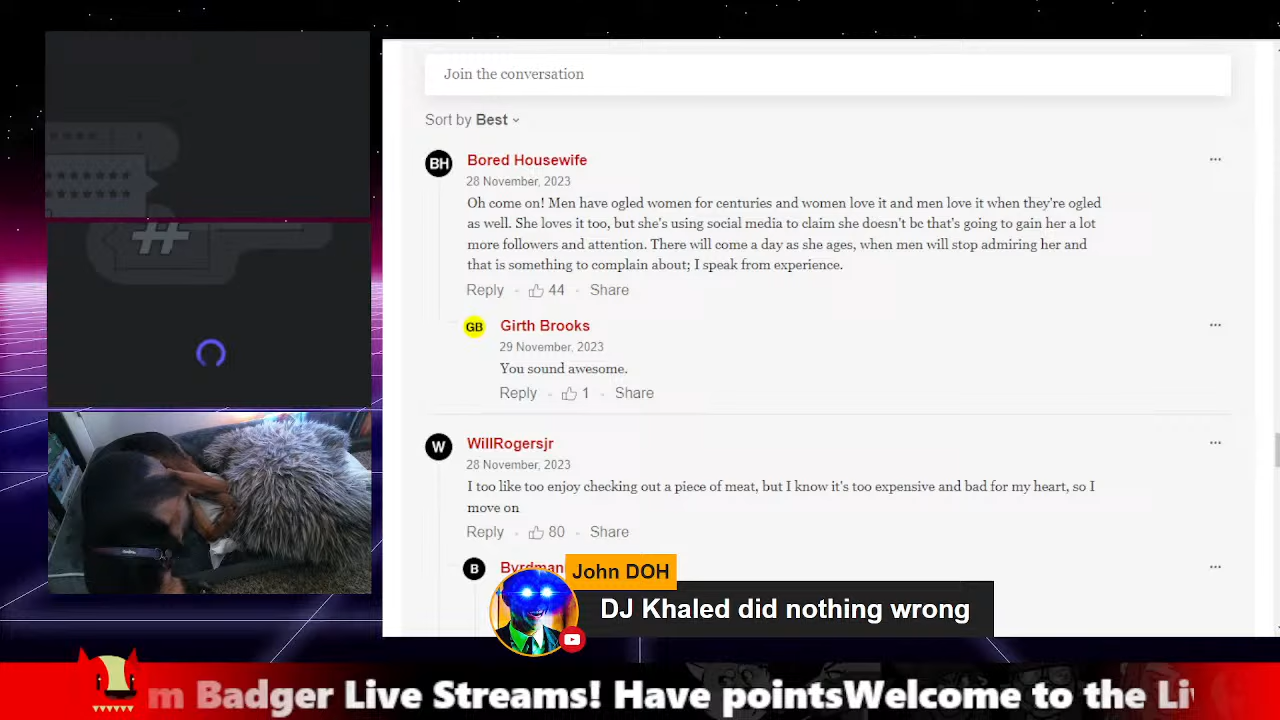 Join the conversation
Sort by Best
BH
Bored Housewife
28 November, 2023
Oh come on! Men have ogled women for centuries and women love it and men love it when they're ogled
as well. She loves it too, but she's using social media to claim she doesn't bc that's going to gain her a lot
more followers and attention. There will come a day as she ages, when men will stop admiring her and
that is something to complain about; I speak from experience.
Reply 44 Share
GB
Girth Brooks
29 November, 2023
You sound awesome.
Reply 1 Share
W
WillRogersjr
28 November, 2023
I too like too enjoy checking out a piece of meat, but I know it's too expensive and bad for my heart, so I
move on
Reply 80 Share
B
Byrdman
John DOH
DJ Khaled did nothing wrong
#
m Badger Live Streams! Have pointsWelcome to the Li